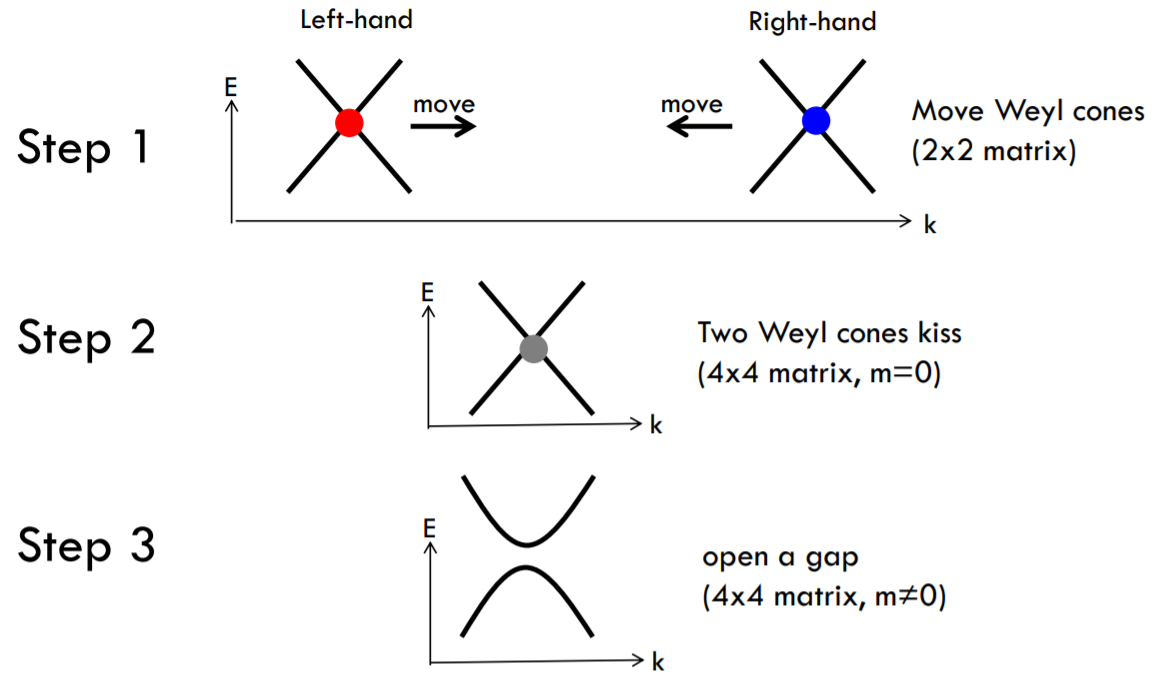 Left-hand
Right-hand
E
move
move
Step 1
Move Weyl cones
(2x2 matrix)
k
E
Step 2
Two Weyl cones kiss
(4x4 matrix, m=0)
k
E
Step 3
open a gap
(4x4 matrix, m≠0)
k